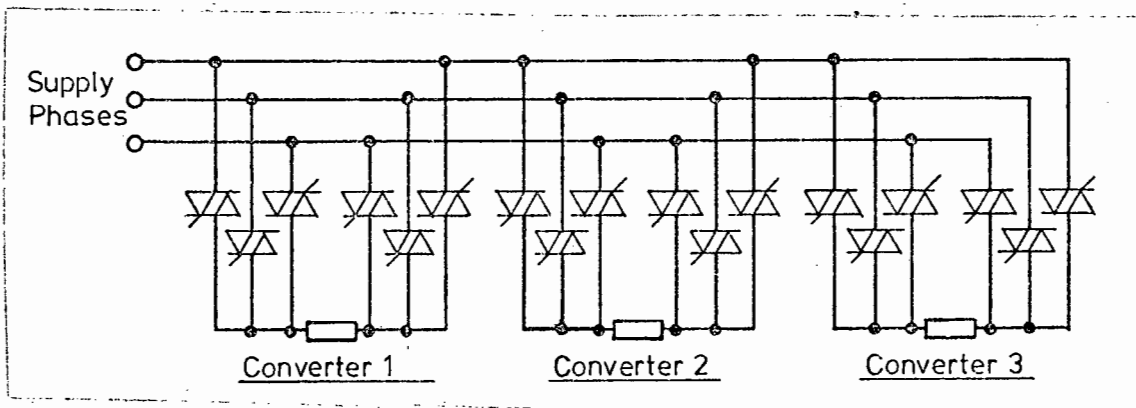 Supply
Phases
Converter 1
Converter 2
Converter 3